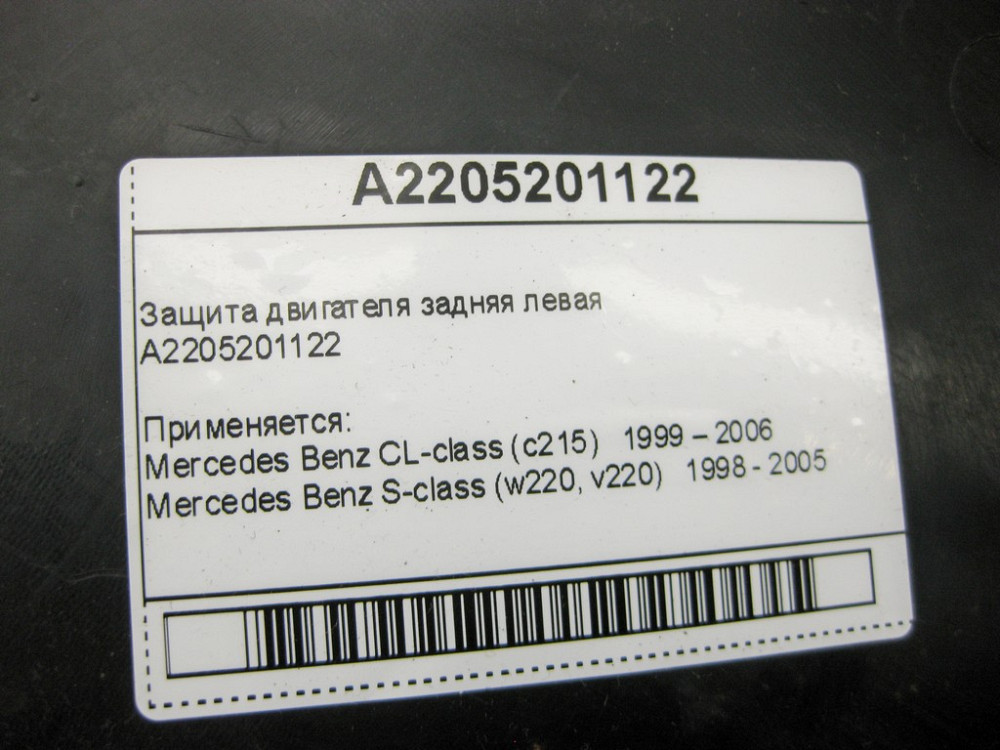 A2205201122
Защита двигателя задняя левая
A2205201122
Применяется:
Mercedes Benz CL-class (c215) 1999 – 2006
Mercedes Benz S-class (w220, v220) 1998 - 2005